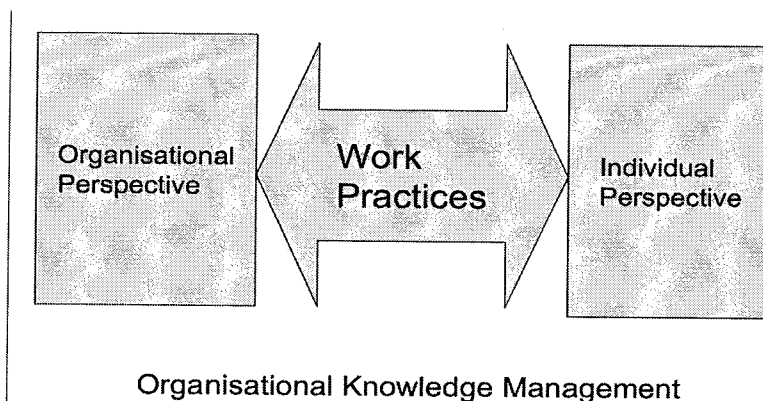 Organisational
Perspective
Work
Practices
Individual
Perspective
Organisational Knowledge Management